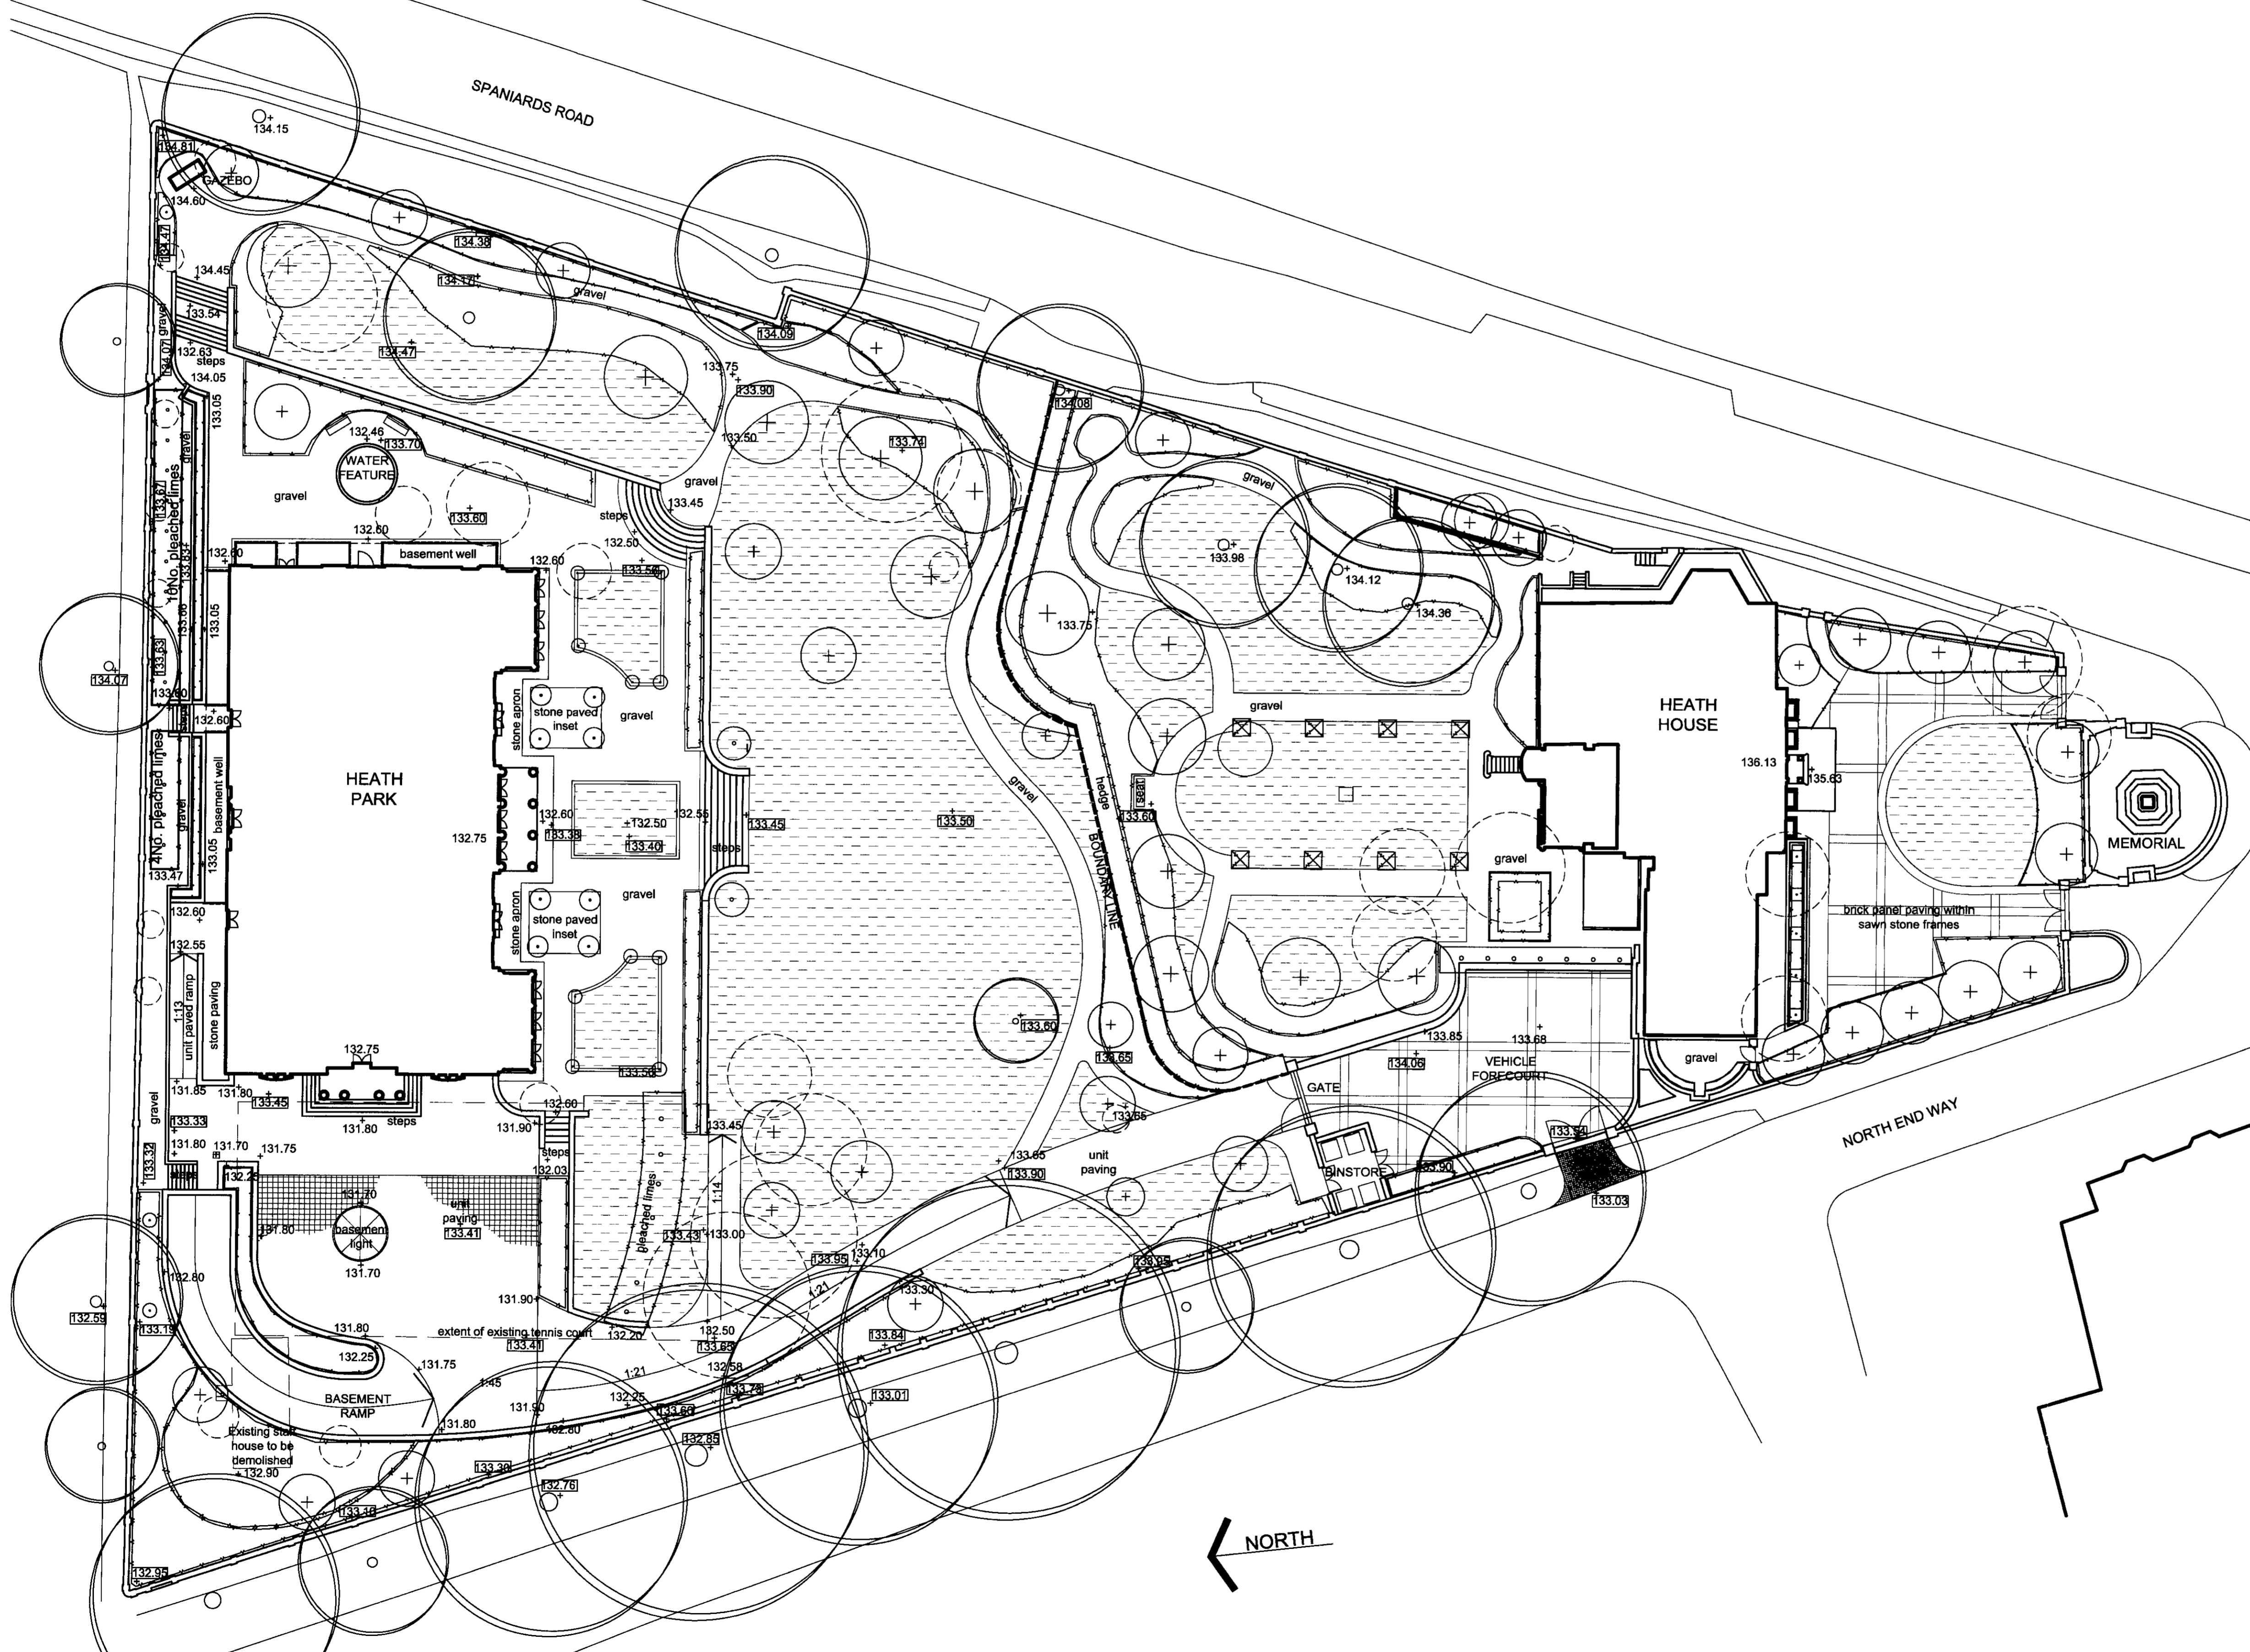 SPANIARDS ROAD
134.15
134.81
GAZEBO
134.60
134.47
134.38
134.45
134.17
gravel
133.54
gravel
134.09
134.07
132.63
steps
134.47
134.05
133.75
133.90
134.08
133.05
132.46
133.70
133.50
133.74
gravel
WATER
FEATURE
gravel
gravel
gravel
133.45
133.67
10No. pleached limes
133.60
steps
132.60
132.50
133.98
132.60
basement well
132.60
133.83
133.56
134.12
133.05
134.36
133.75
133.63
134.07
133.60
stone apron
stone paved
inset
gravel
gravel
HEATH
HOUSE
132.60
steps
4No. pleached limes
gravel
basement well
HEATH
PARK
136.13
135.63
hedge
seat
132.60
132.50
132.55
133.45
133.50
133.60
132.75
133.38
133.40
steps
MEMORIAL
BOUNDARY LINE
gravel
133.47
133.05
gravel
gravel
132.60
stone apron
stone paved
inset
brick panel paving within
sawn stone frames
132.55
1:13
unit paved ramp
stone paving
133.60
133.85
133.68
132.75
133.65
134.06
VEHICLE
FORECOURT
gravel
131.85
131.80
133.45
133.56
GATE
gravel
133.33
131.80
steps
132.60
131.90
133.45
133.65
NORTH END WAY
131.80
131.70
131.75
steps
133.54
133.32
steps
132.25
132.03
133.65
133.90
unit
paving
BINSTORE
133.90
131.70
unit
paving
133.41
pleached limes
1:14
133.03
131.80
basement
light
133.43
133.00
131.70
133.95
133.10
133.95
132.80
1:21
133.30
131.90
132.59
133.19
131.80
extent of existing tennis court
133.41
132.20
132.50
133.65
133.84
132.25
131.75
1:21
132.58
1:45
132.25
133.78
133.01
BASEMENT
RAMP
131.90
133.60
131.80
132.80
Existing staff
house to be
demolished
132.90
132.85
133.30
132.76
133.10
NORTH
132.95